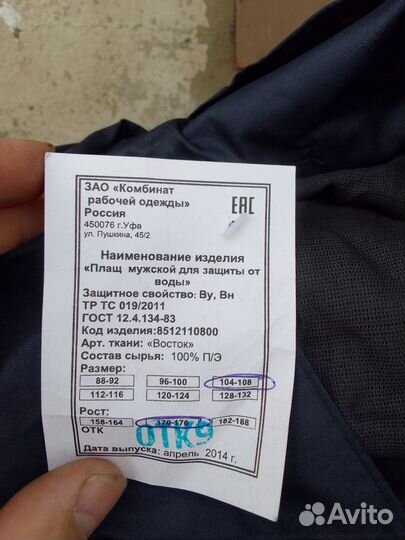 ЗАО «Комбинат
рабочей одежды»
Россия
450076 г.Уфа
ул. Пушкина, 45/2
ЕАС
Наименование изделия
«Плащ мужской для защиты от
воды»
Защитное свойство: Ву, Вн
ТР ТС 019/2011
ГОСТ 12.4.134-83
Код изделия:8512110800
Арт. ткани: «Восток»
Состав сырья: 100% П/Э
Размер:
88-92 96-100 104-108
112-116 120-124 128-132
Рост:
158-164 170-176 182-188
ОТК ОТК9
Дата выпуска: апрель 2014 г.
Avito